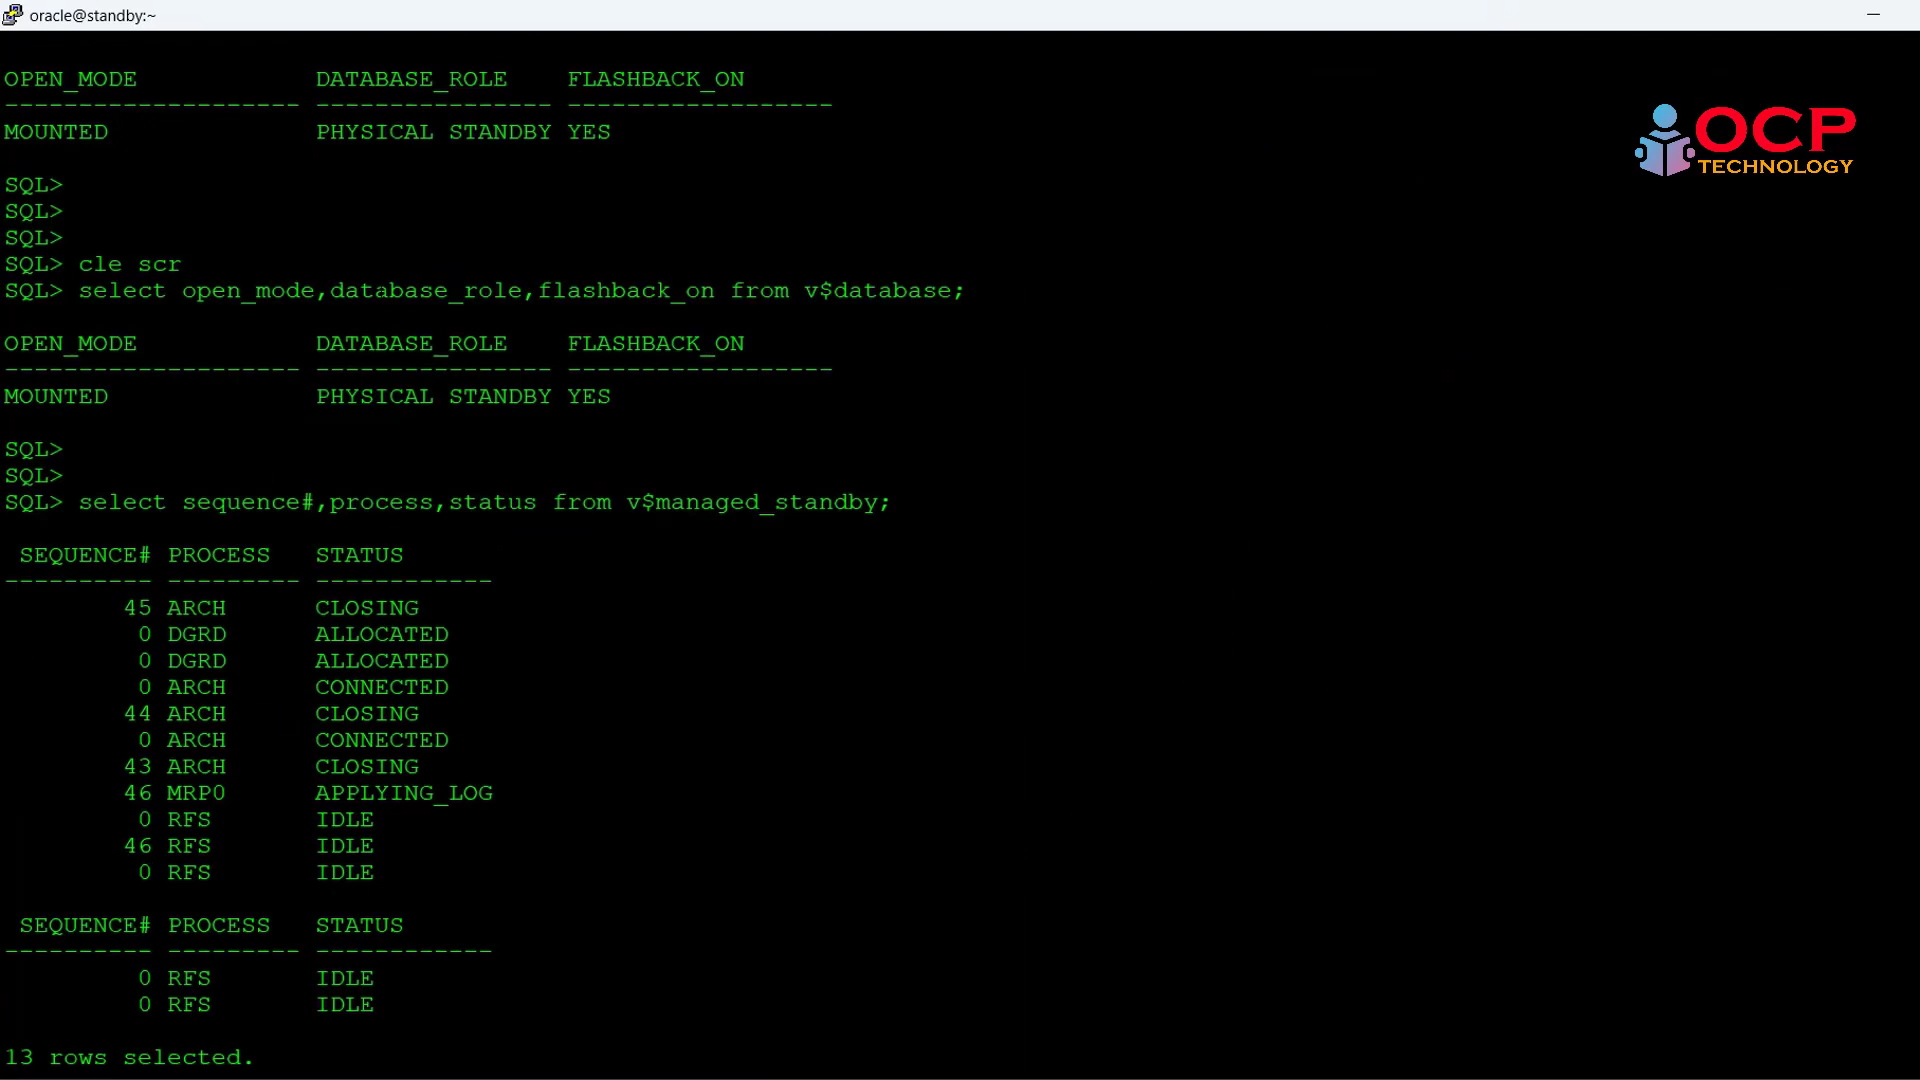 oracle@standby:~
OPEN_MODE DATABASE_ROLE FLASHBACK_ON
-------------------- ---------------- ------------------
MOUNTED PHYSICAL STANDBY YES
OCP
TECHNOLOGY
SQL>
SQL>
SQL>
SQL> cle scr
SQL> select open_mode,database_role,flashback_on from v$database;
OPEN_MODE DATABASE_ROLE FLASHBACK_ON
-------------------- ---------------- ------------------
MOUNTED PHYSICAL STANDBY YES
SQL>
SQL>
SQL> select sequence#,process,status from v$managed_standby;
SEQUENCE# PROCESS STATUS
---------- --------- ------------
45 ARCH CLOSING
0 DGRD ALLOCATED
0 DGRD ALLOCATED
0 ARCH CONNECTED
44 ARCH CLOSING
0 ARCH CONNECTED
43 ARCH CLOSING
46 MRP0 APPLYING_LOG
0 RFS IDLE
46 RFS IDLE
0 RFS IDLE
SEQUENCE# PROCESS STATUS
---------- --------- ------------
0 RFS IDLE
0 RFS IDLE
13 rows selected.